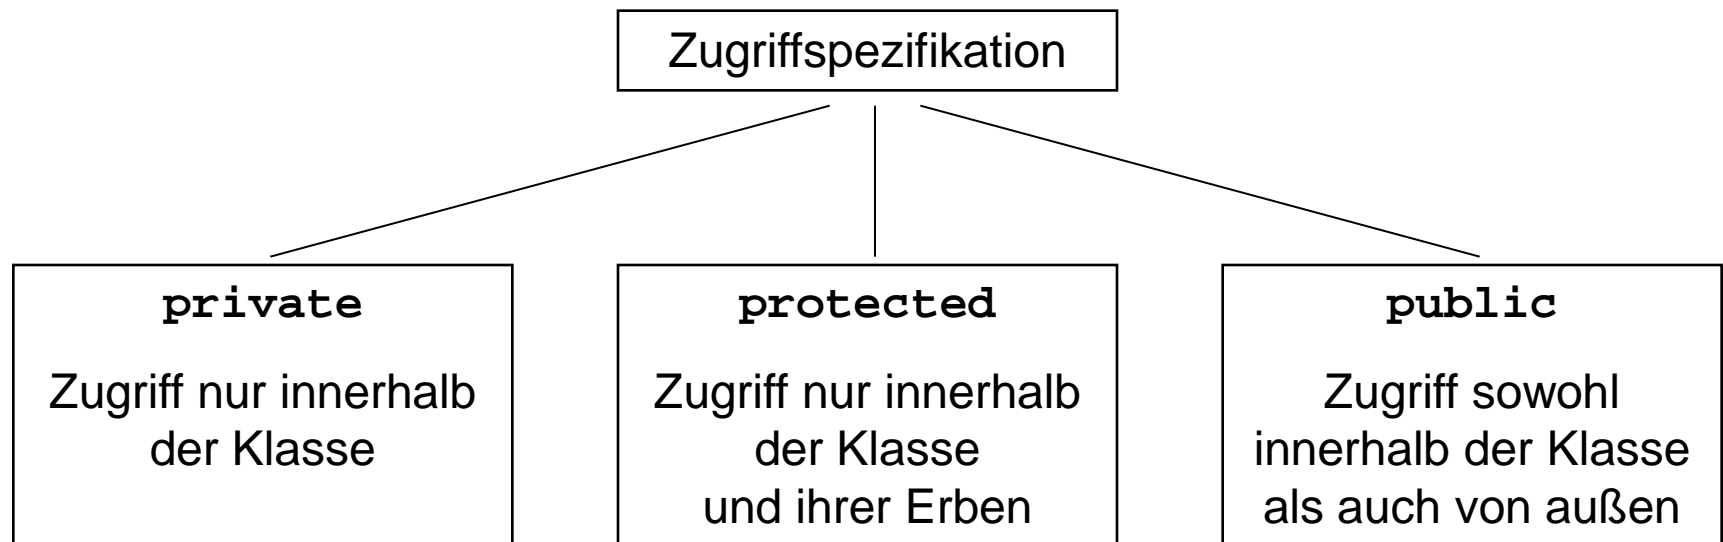 Zugriffspezifikation
private
Zugriff nur innerhalb
der Klasse
protected
Zugriff nur innerhalb
der Klasse
und ihrer Erben
public
Zugriff sowohl
innerhalb der Klasse
als auch von außen